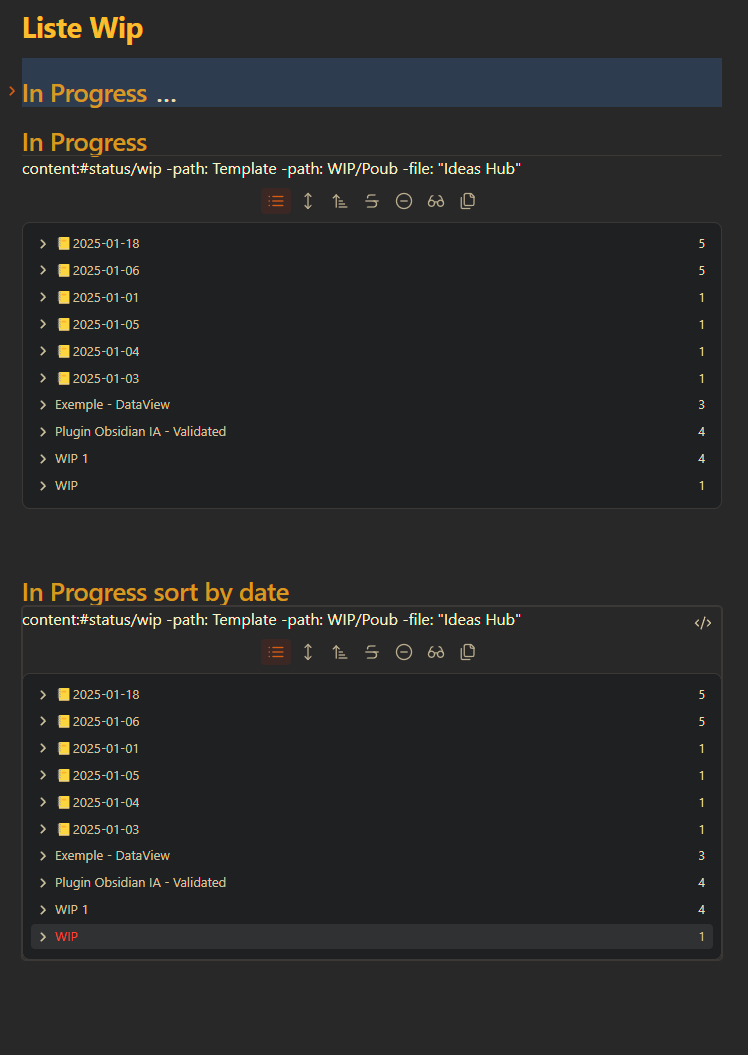 Liste Wip
In Progress ...
In Progress
content:#status/wip -path: Template -path: WIP/Poub -file: "Ideas Hub"
2025-01-18 5
2025-01-06 5
2025-01-01 1
2025-01-05 1
2025-01-04 1
2025-01-03 1
Exemple - DataView 3
Plugin Obsidian IA - Validated 4
WIP 1 4
WIP 1
In Progress sort by date
content:#status/wip -path: Template -path: WIP/Poub -file: "Ideas Hub"
2025-01-18 5
2025-01-06 5
2025-01-01 1
2025-01-05 1
2025-01-04 1
2025-01-03 1
Exemple - DataView 3
Plugin Obsidian IA - Validated 4
WIP 1 4
WIP 1